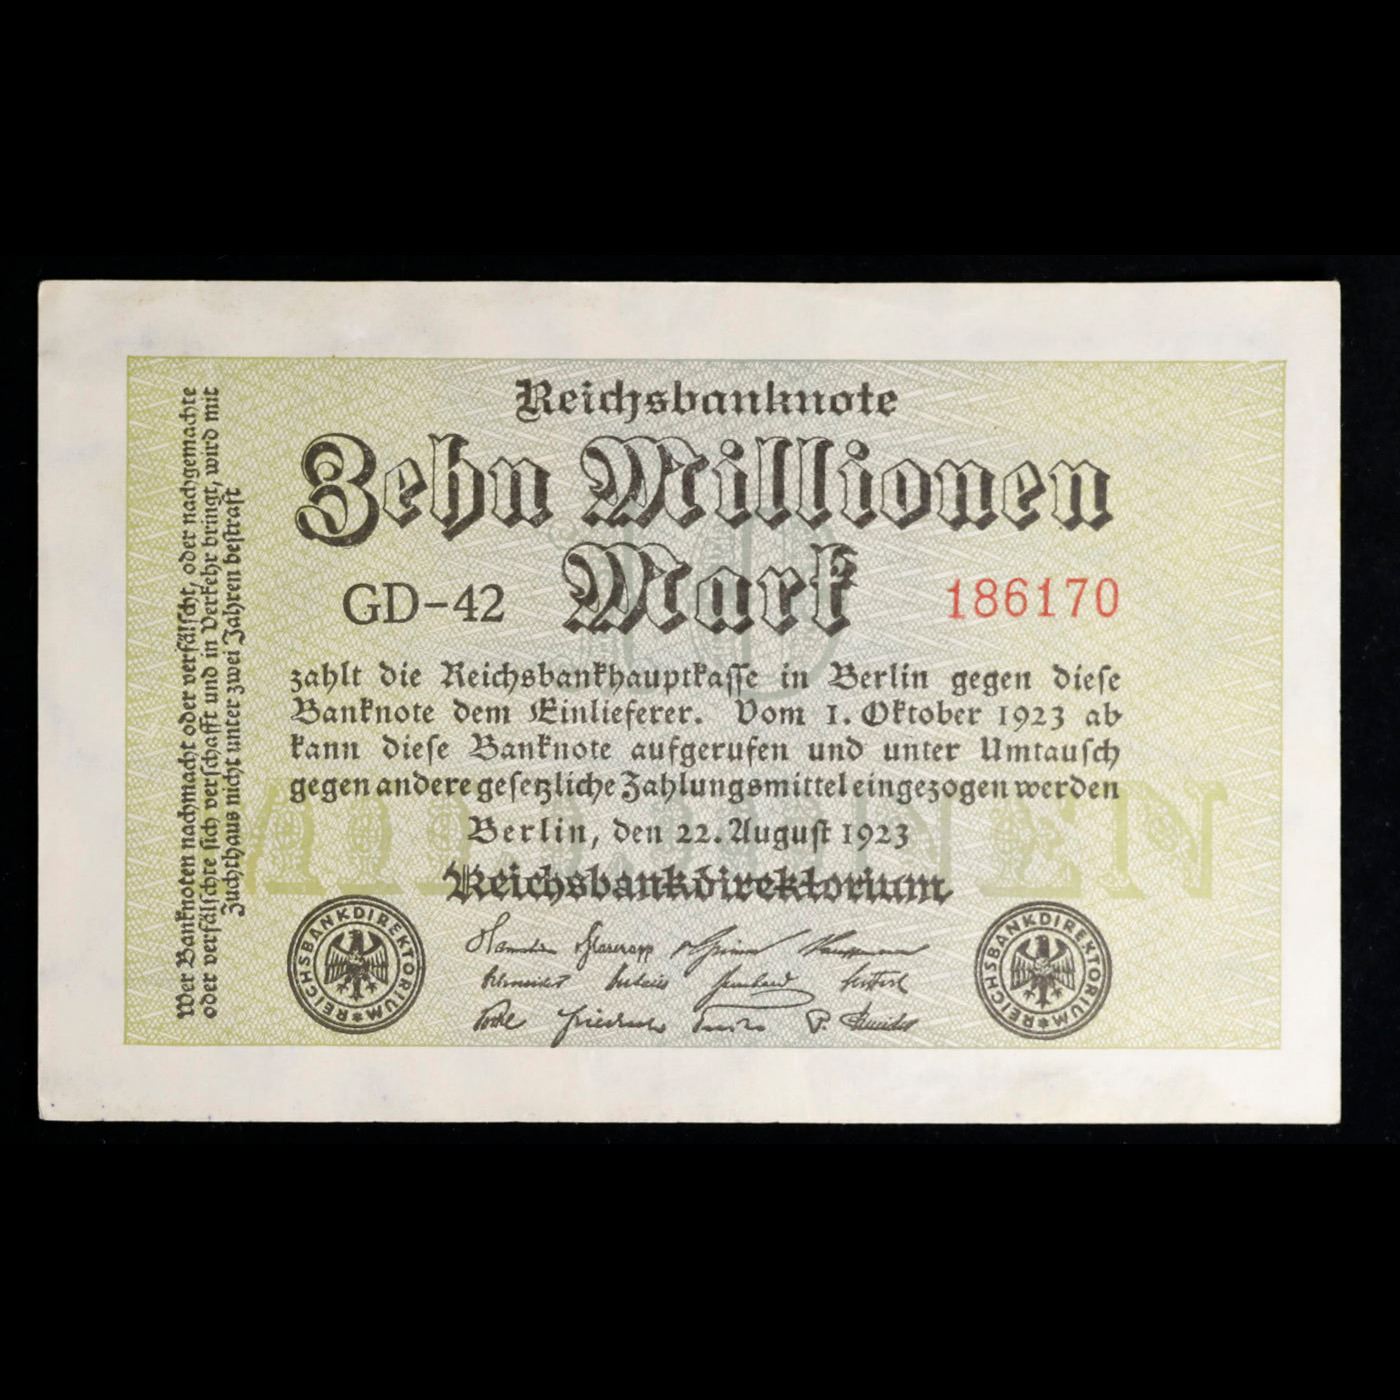 Reichsbanknote
Zehn Millionen
Mark
GD-42
186170
zahlt die Reichsbankhauptkasse in Berlin gegen diese
Banknote dem Einlieferer. Vom 1. Oktober 1923 ab
kann diese Banknote aufgerufen und unter Umtausch
gegen andere gesetzliche Zahlungsmittel eingezogen werden
Berlin, den 22. August 1923
Reichsbankdirektorium
Wer Banknoten nachmacht oder verfälscht, oder nachgemachte
oder verfälschte sich verschafft und in Verkehr bringt, wird mit
Zuchthaus nicht unter zwei Jahren bestraft
REICHSBANKDIREKTORIUM
REICHSBANKDIREKTORIUM
10